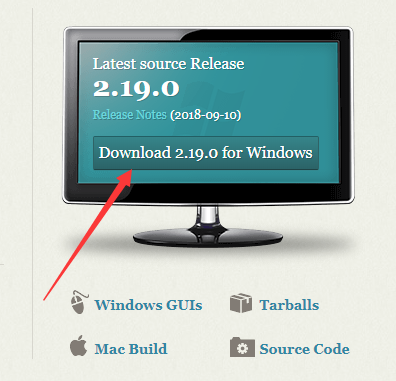 Latest source Release
2.19.0
Release Notes (2018-09-10)
Download 2.19.0 for Windows
Windows GUIs
Tarballs
Mac Build
Source Code